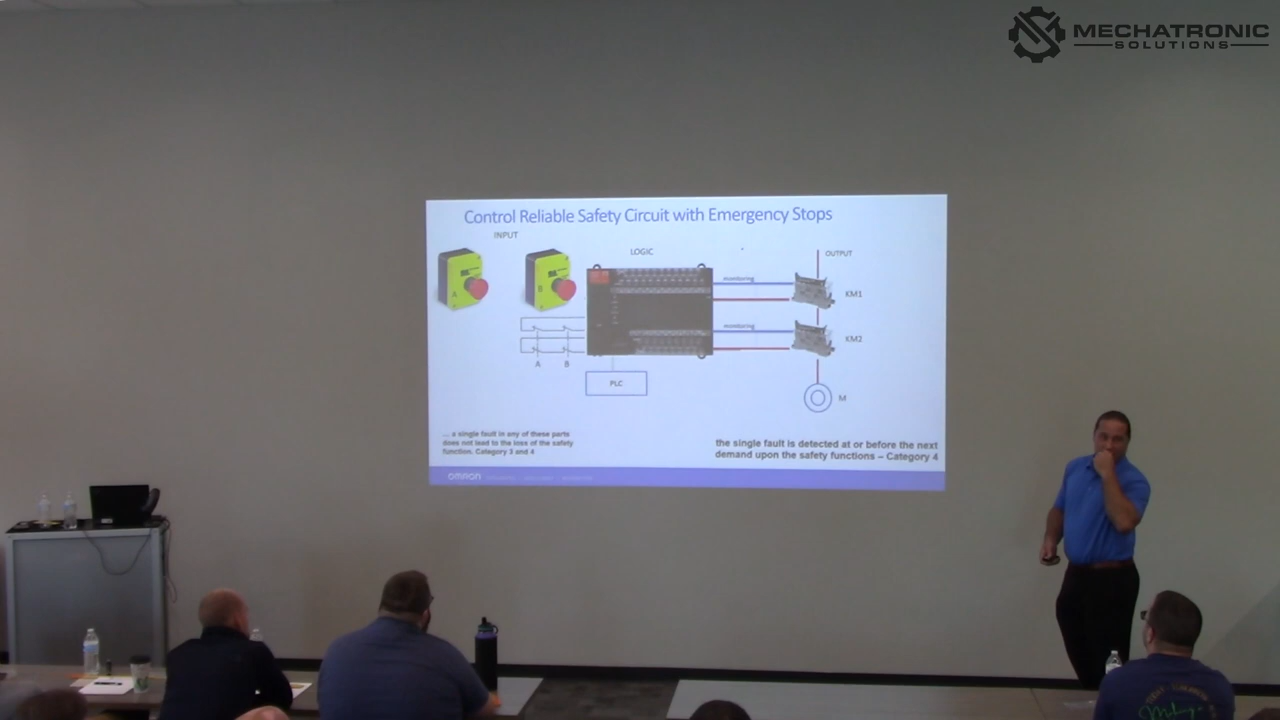 MECHATRONIC
SOLUTIONS
Control Reliable Safety Circuit with Emergency Stops
INPUT
LOGIC
OUTPUT
A
B
monitoring
KM1
monitoring
KM2
A B
PLC
M
... a single fault in any of these parts
does not lead to the loss of the safety
function. Category 3 and 4
the single fault is detected at or before the next
demand upon the safety functions – Category 4
OMRON